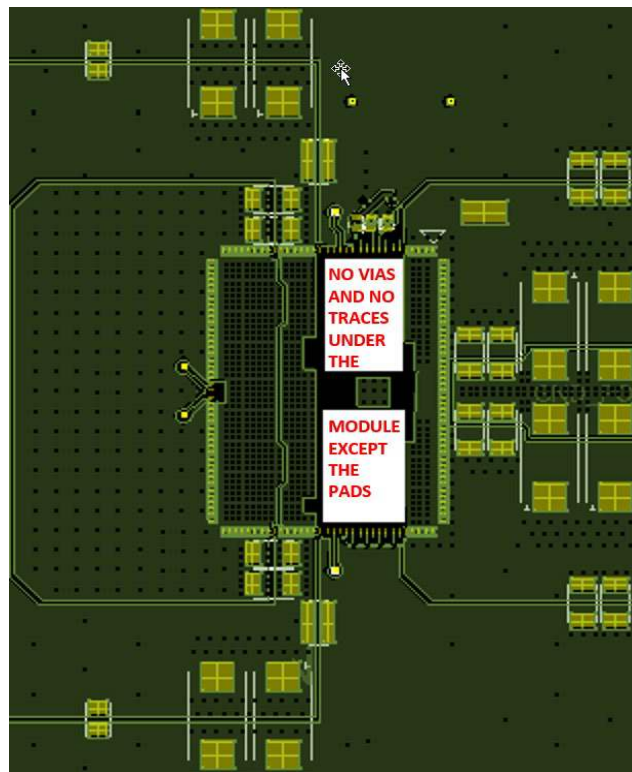 NO VIAS
AND NO
TRACES
UNDER
THE
MODULE
EXCEPT
THE
PADS